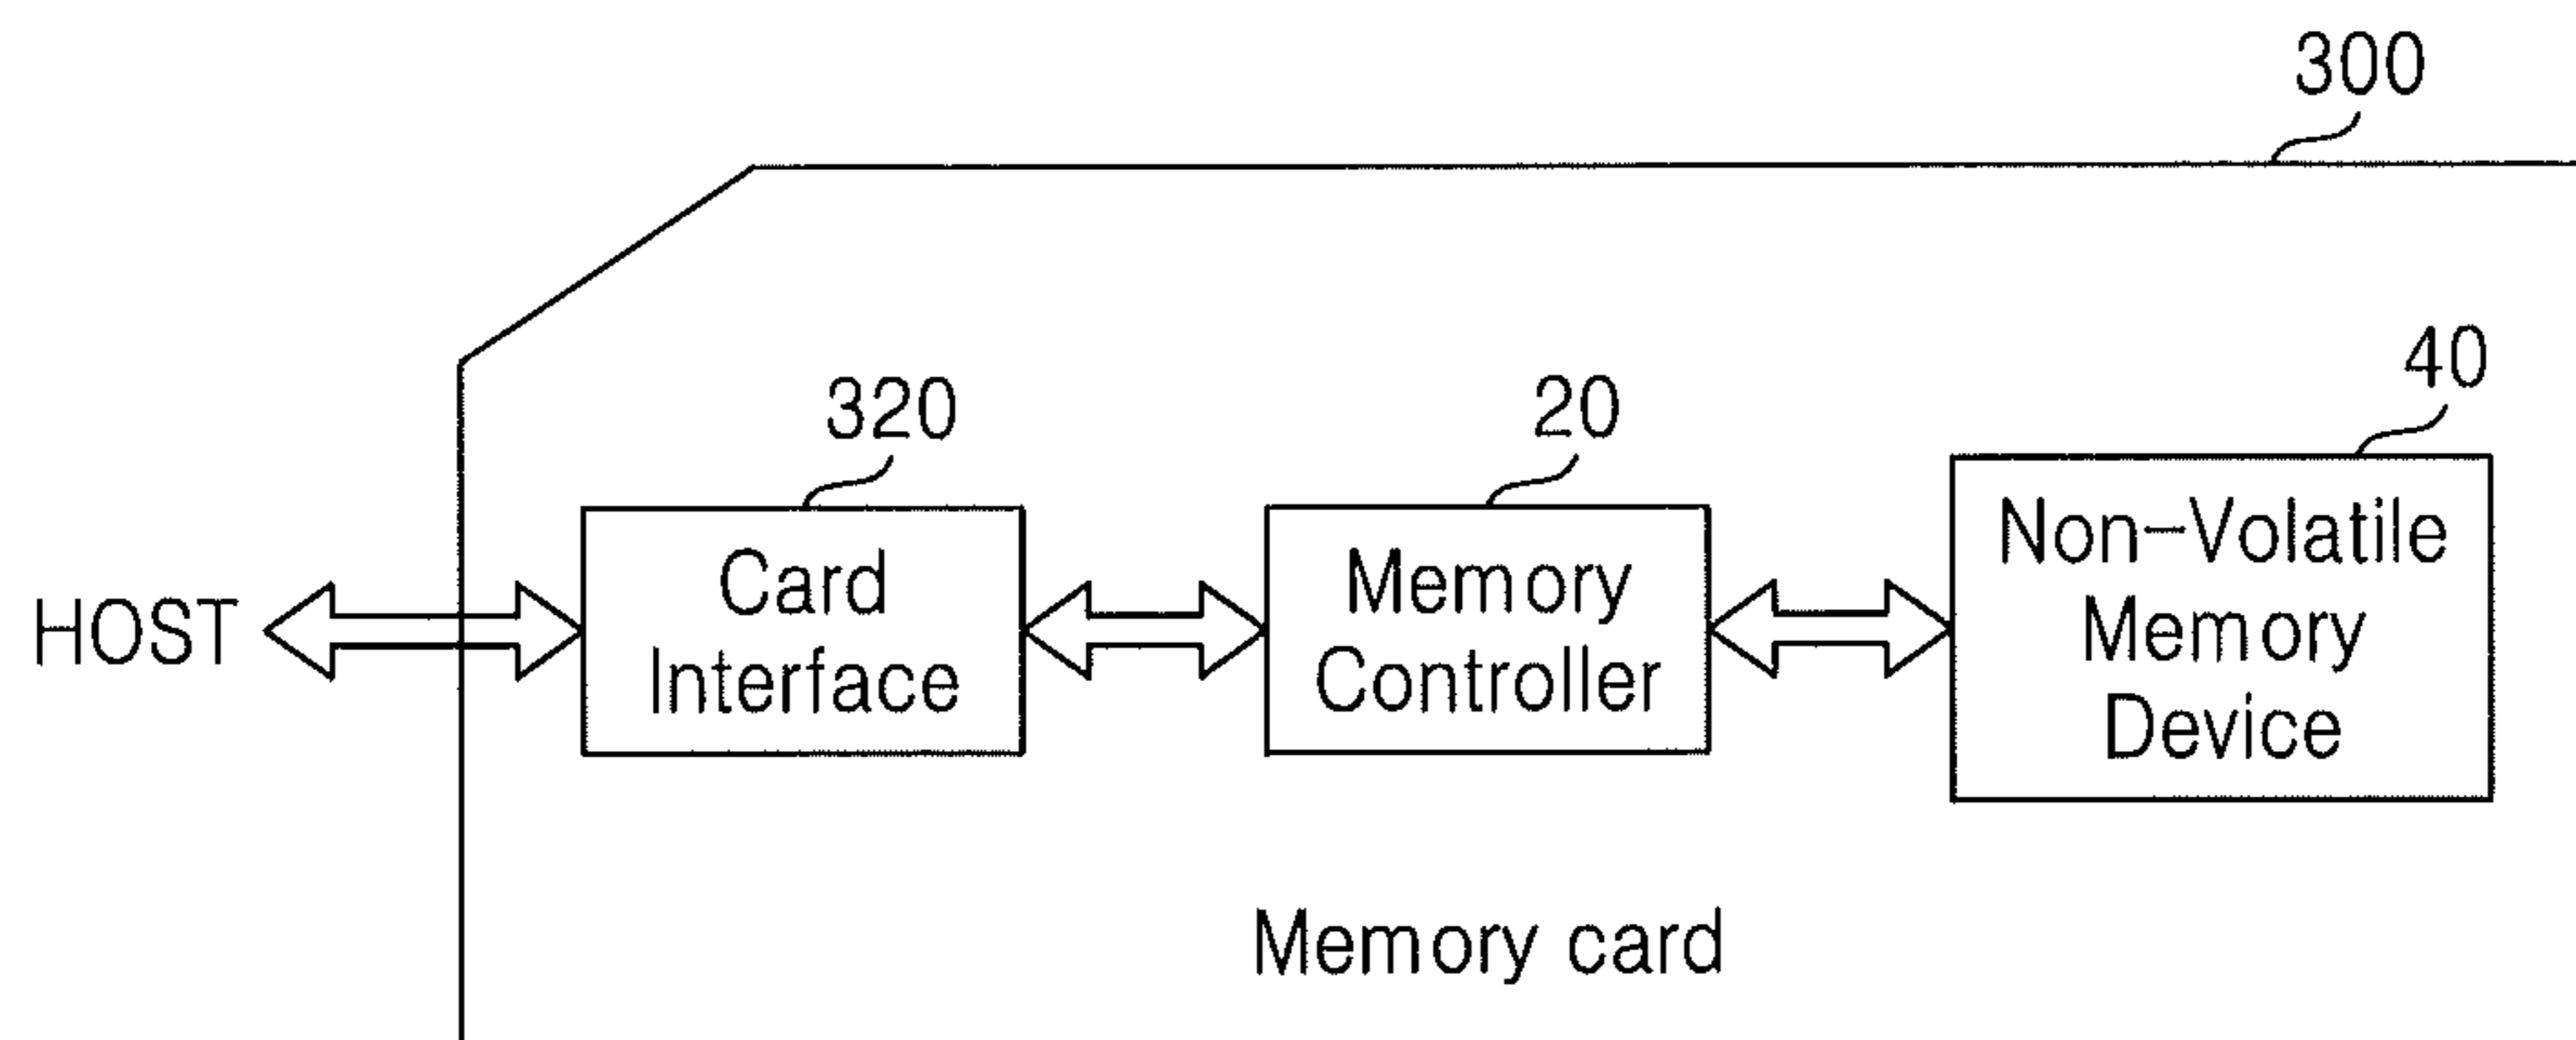 300
40
320
20
Non-Volatile
Memory
Device
Card
Interface
Memory
Controller
HOST
Memory card